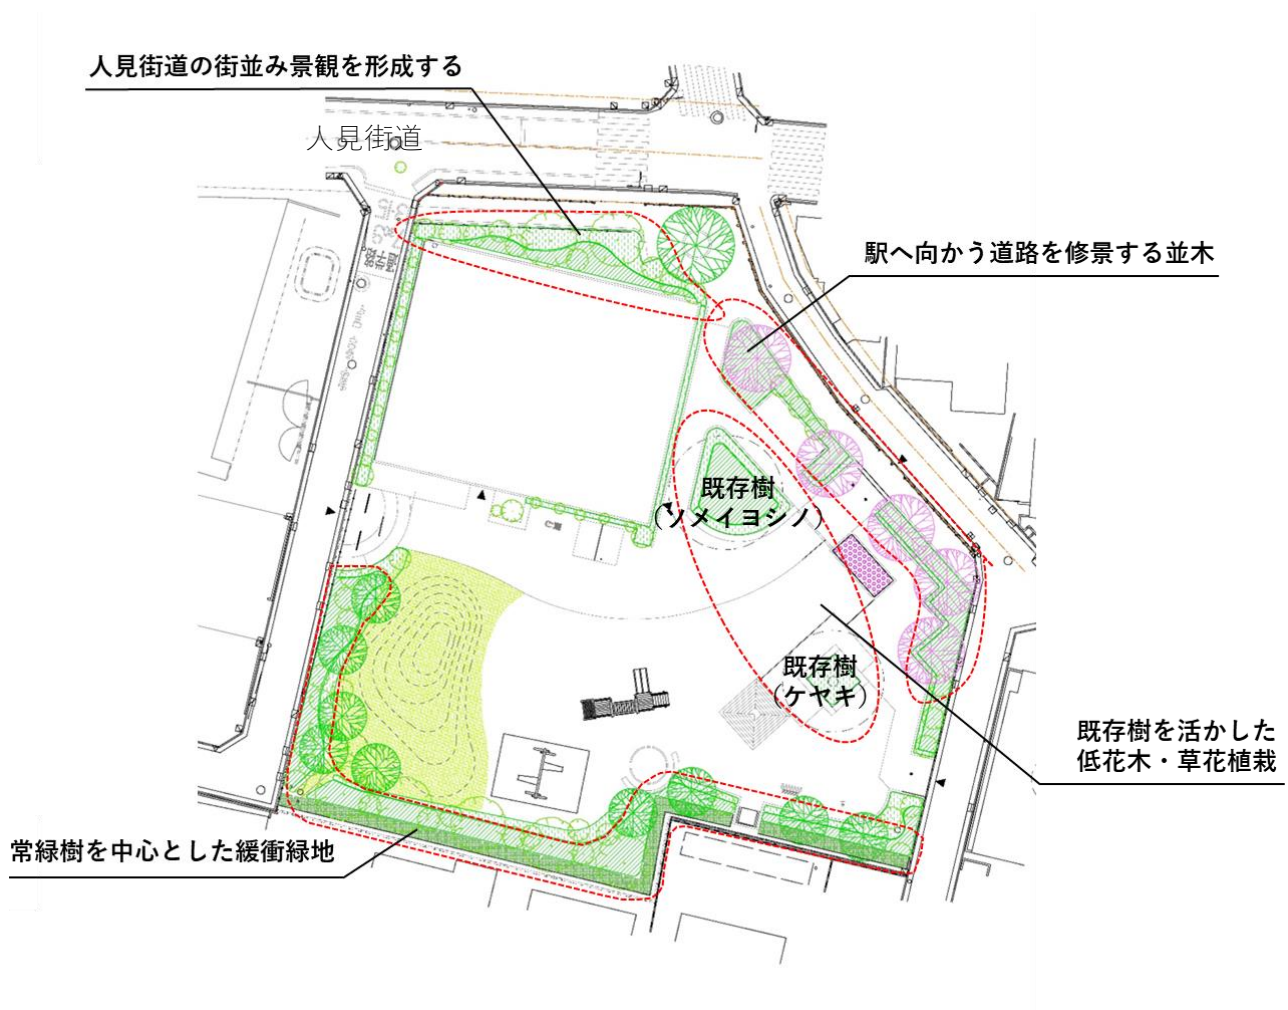 人見街道の街並み景観を形成する
人見街道
駅へ向かう道路を修景する並木
既存樹
(ソメイヨシノ)
既存樹
(ケヤキ)
既存樹を活かした
低花木・草花植栽
常緑樹を中心とした緩衝緑地